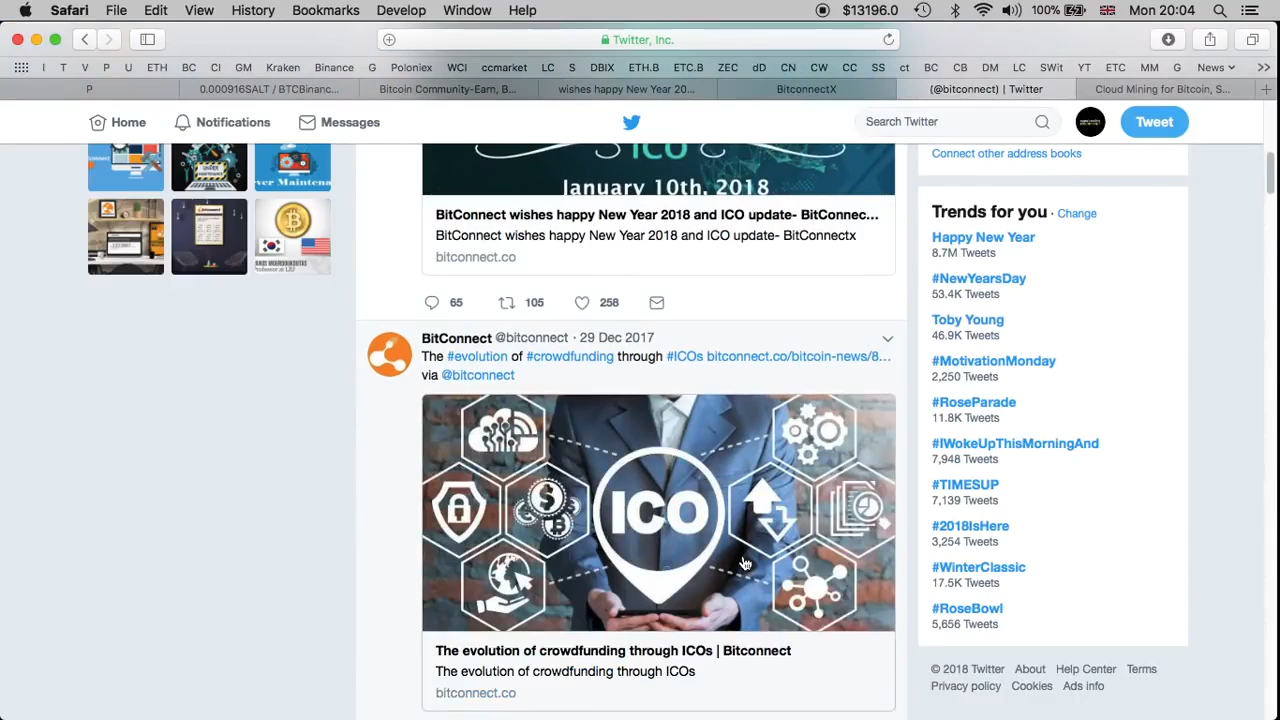 Safari File Edit View History Bookmarks Develop Window Help $13196.0 100% Mon 20:04
Twitter, Inc.
I T V P U ETH BC CI GM Kraken Binance G Poloniex WCI ccmarket LC S DBIX ETH.B ETC.B ZEC dD CN CW CC SS ct BC CB DM LC SWit YT ETC MM G News
P 0.000916SALT / BTCBinanc... Bitcoin Community-Earn, B... wishes happy New Year 20... BitconnectX (@bitconnect) | Twitter Cloud Mining for Bitcoin, S...
Home Notifications Messages Search Twitter Tweet
ICO
January 10th, 2018
BitConnect wishes happy New Year 2018 and ICO update- BitConnec...
BitConnect wishes happy New Year 2018 and ICO update- BitConnectx
bitconnect.co
65 105 258
BitConnect @bitconnect · 29 Dec 2017
The #evolution of #crowdfunding through #ICOs bitconnect.co/bitcoin-news/8...
via @bitconnect
ICO
The evolution of crowdfunding through ICOs | Bitconnect
The evolution of crowdfunding through ICOs
bitconnect.co
Connect other address books
Trends for you · Change
Happy New Year
8.7M Tweets
#NewYearsDay
53.4K Tweets
Toby Young
46.9K Tweets
#MotivationMonday
2,250 Tweets
#RoseParade
11.8K Tweets
#IWokeUpThisMorningAnd
7,948 Tweets
#TIMESUP
7,139 Tweets
#2018IsHere
3,254 Tweets
#WinterClassic
17.5K Tweets
#RoseBowl
5,656 Tweets
© 2018 Twitter About Help Center Terms
Privacy policy Cookies Ads info